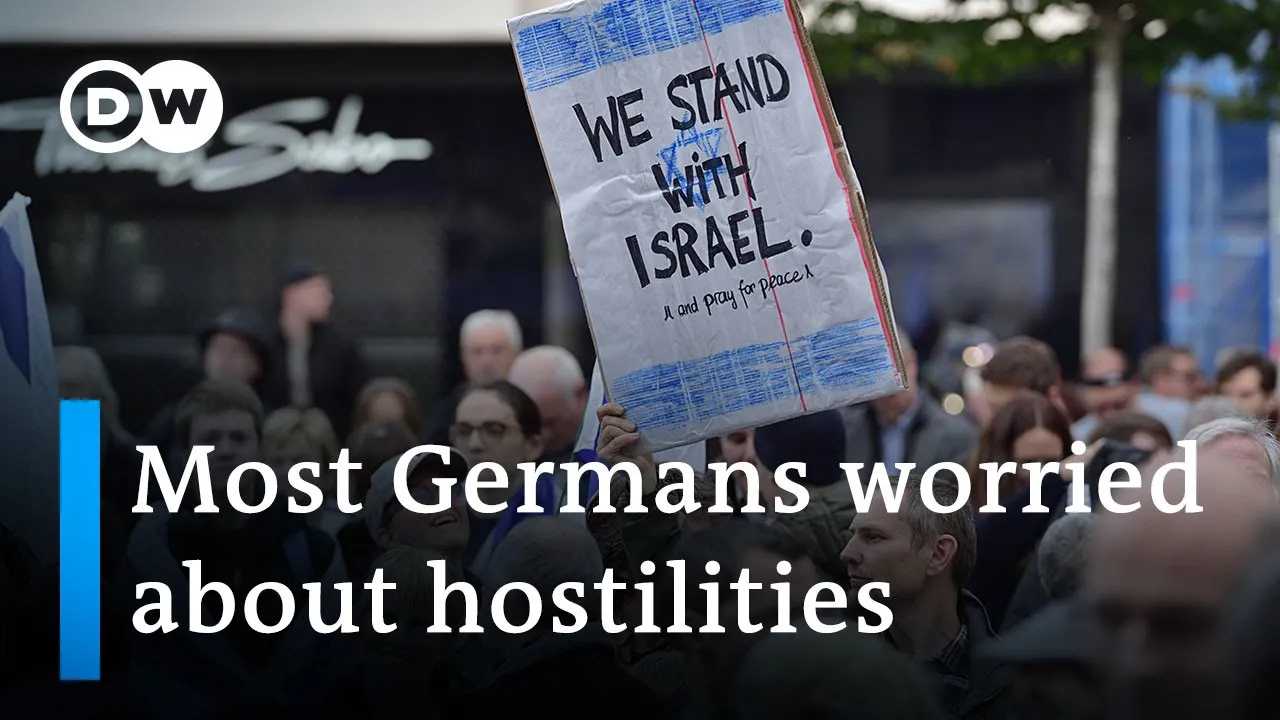 DW
WE STAND
WITH
ISRAEL.
and pray for peace
Most Germans worried
about hostilities